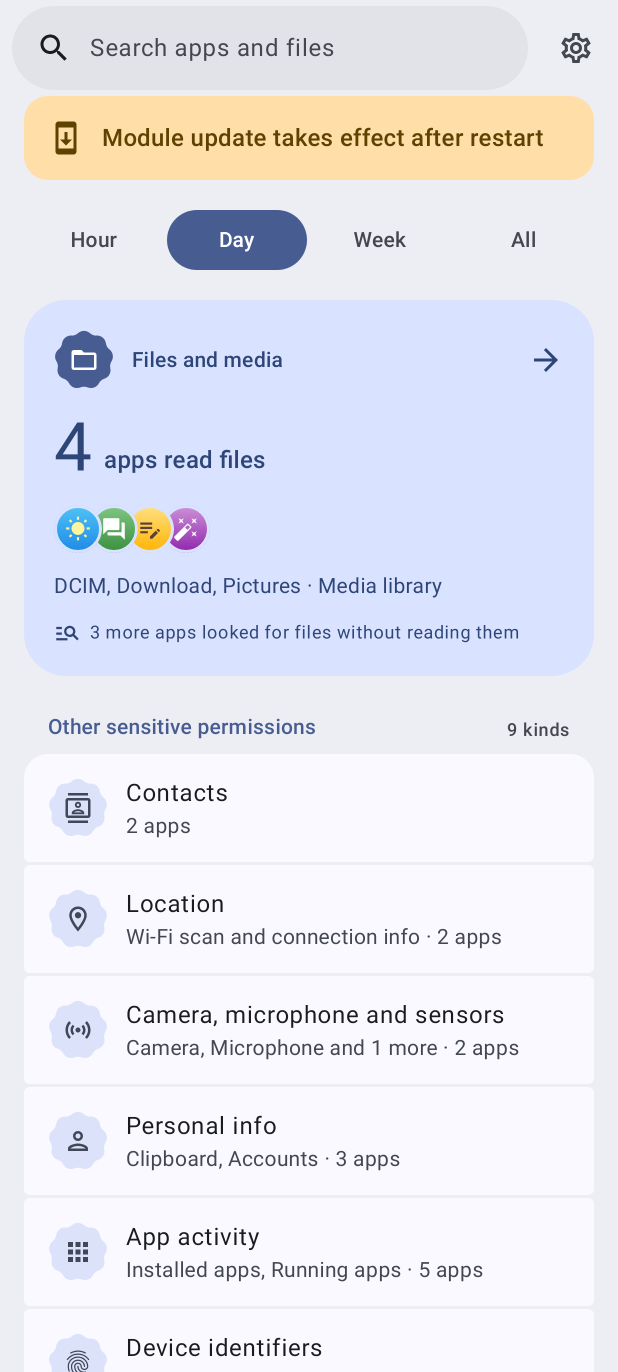 Search apps and files
Module update takes effect after restart
Hour
Day
Week
All
Files and media
4 apps read files
DCIM, Download, Pictures · Media library
3 more apps looked for files without reading them
Other sensitive permissions
9 kinds
Contacts
2 apps
Location
Wi-Fi scan and connection info · 2 apps
Camera, microphone and sensors
Camera, Microphone and 1 more · 2 apps
Personal info
Clipboard, Accounts · 3 apps
App activity
Installed apps, Running apps · 5 apps
Device identifiers